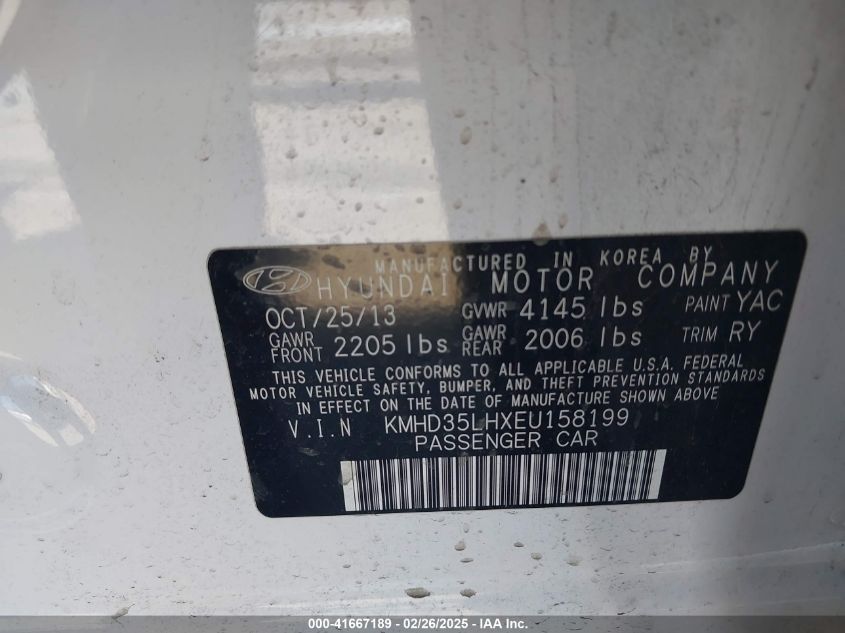 MANUFACTURED IN KOREA BY
HYUNDAI MOTOR COMPANY
OCT/25/13 GVWR 4145 lbs PAINT YAC
GAWR FRONT 2205 lbs GAWR REAR 2006 lbs TRIM RY
THIS VEHICLE CONFORMS TO ALL APPLICABLE U.S.A. FEDERAL
MOTOR VEHICLE SAFETY, BUMPER, AND THEFT PREVENTION STANDARDS
IN EFFECT ON THE DATE OF MANUFACTURE SHOWN ABOVE
V.I.N KMHD35LHXEU158199
PASSENGER CAR
000-41667189 - 02/26/2025 - IAA Inc.